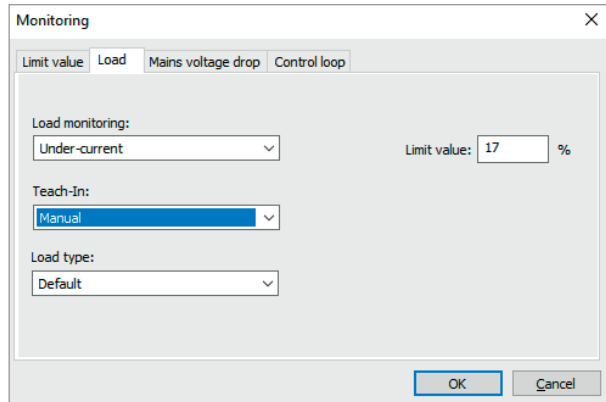 Monitoring
Limit value Load Mains voltage drop Control loop
Load monitoring:
Under-current Limit value: 17 %
Teach-In:
Manual
Load type:
Default
OK Cancel